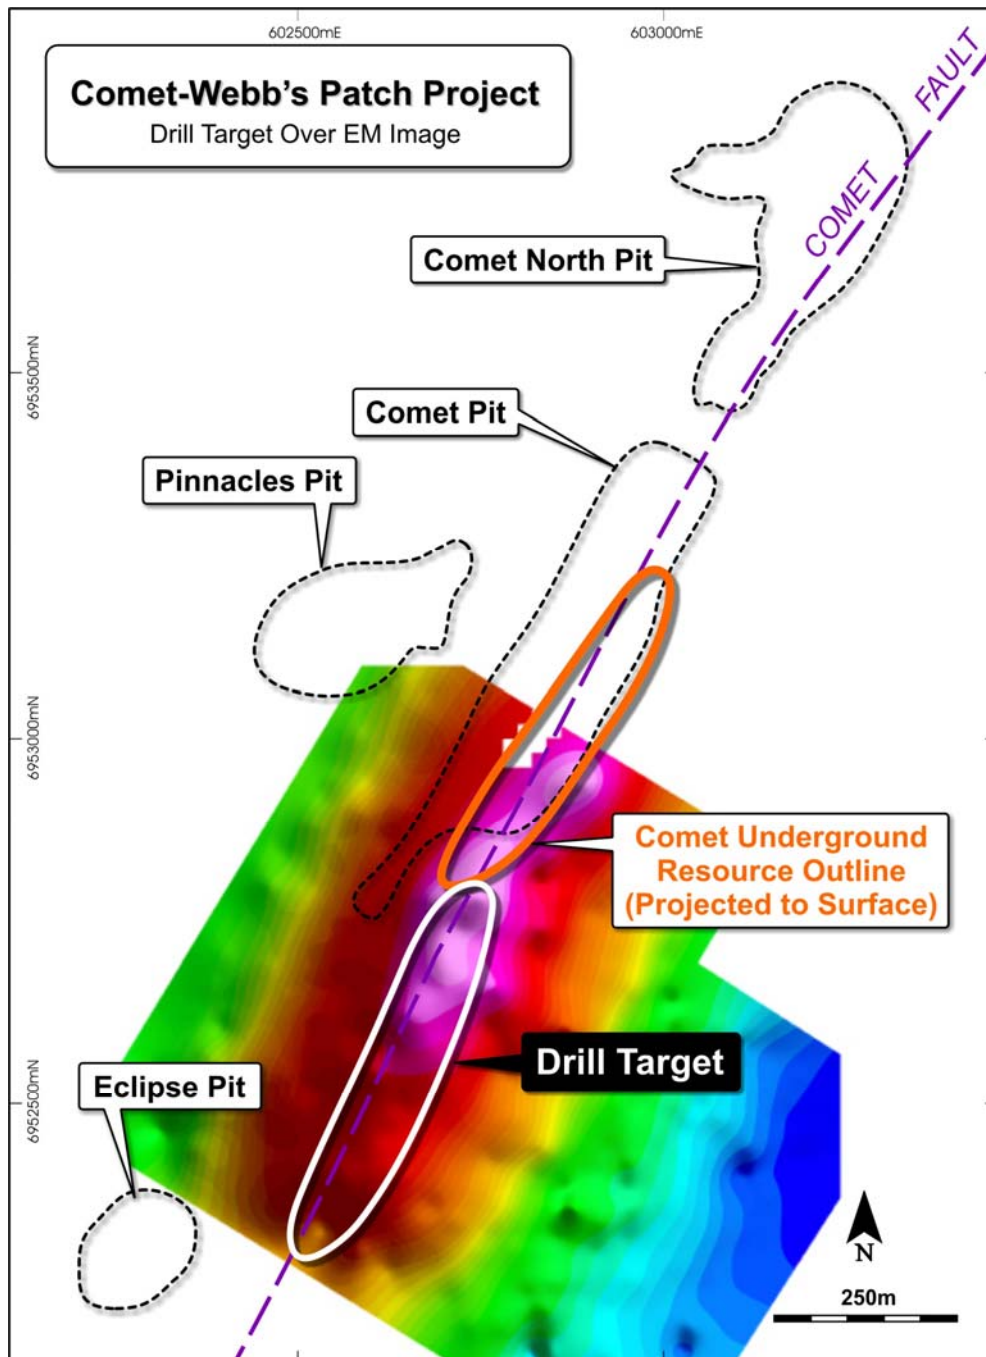 602500mE
603000mE
Comet-Webb's Patch Project
Drill Target Over EM Image
FAULT
COMET
Comet North Pit
6953500mN
Comet Pit
Pinnacles Pit
6953000mN
Comet Underground
Resource Outline
(Projected to Surface)
Drill Target
Eclipse Pit
6952500mN
N
250m